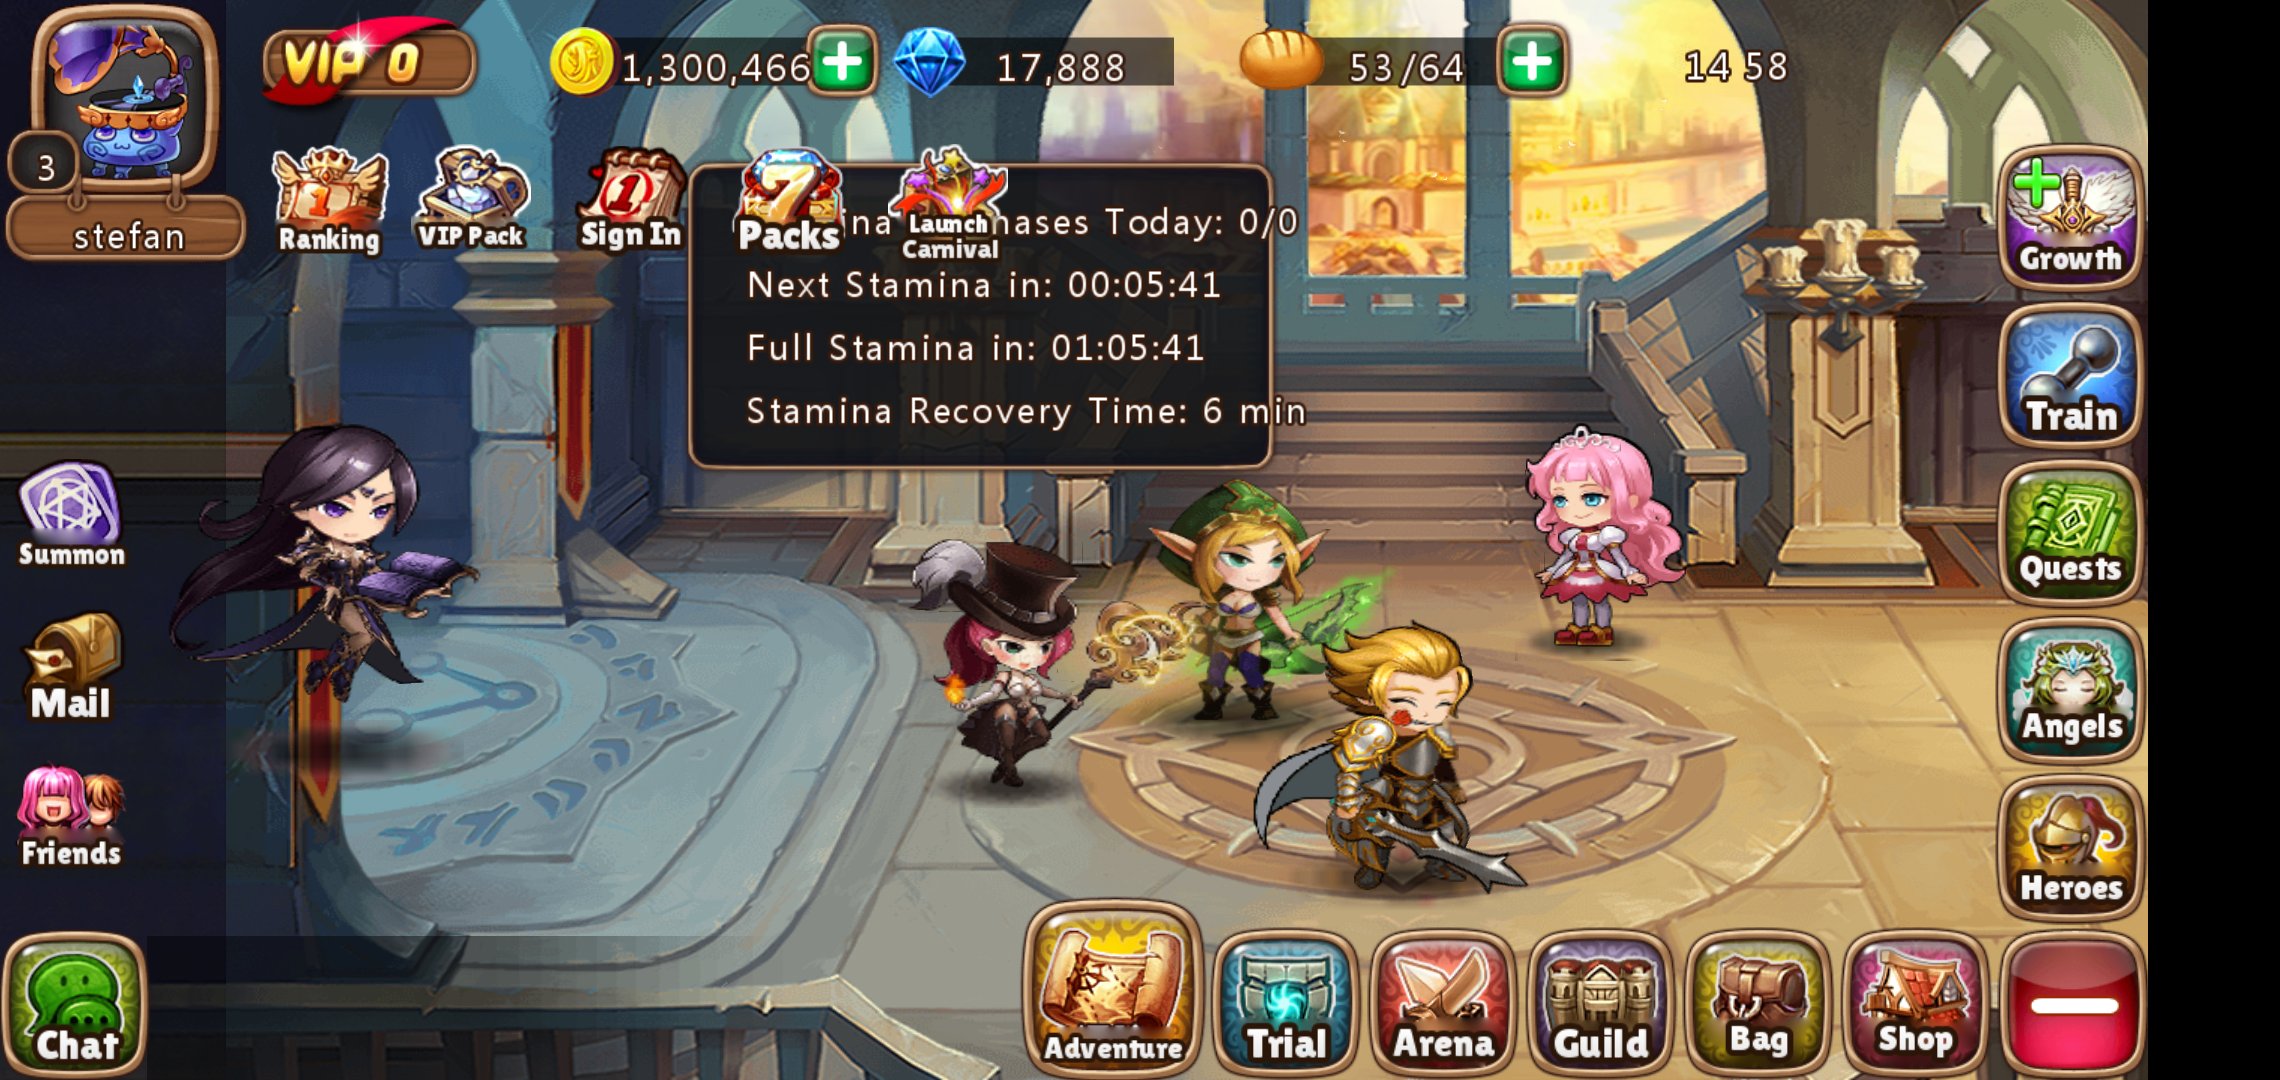 VIP 0
1,300,466
17,888
53/64
14 58
3
stefan
Ranking
VIP Pack
1
Sign In
7
Packs
Launch
Carnival
Today: 0/0
Next Stamina in: 00:05:41
Full Stamina in: 01:05:41
Stamina Recovery Time: 6 min
Growth
Train
Quests
Angels
Heroes
Summon
Mail
Friends
Chat
Adventure
Trial
Arena
Guild
Bag
Shop